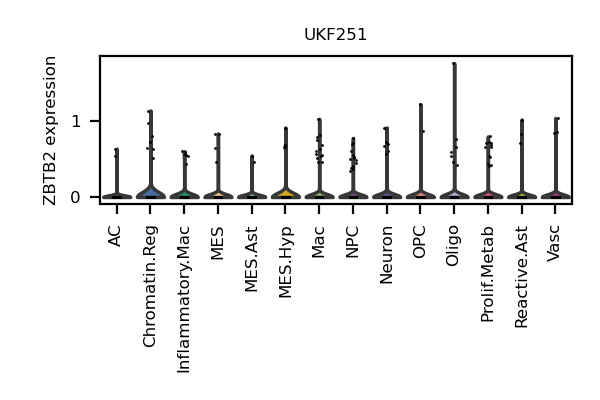 UKF251
ZBTB2 expression
1
0
AC
Chromatin.Reg
Inflammatory.Mac
MES
MES.Ast
MES.Hyp
Mac
NPC
Neuron
OPC
Oligo
Prolif.Metab
Reactive.Ast
Vasc